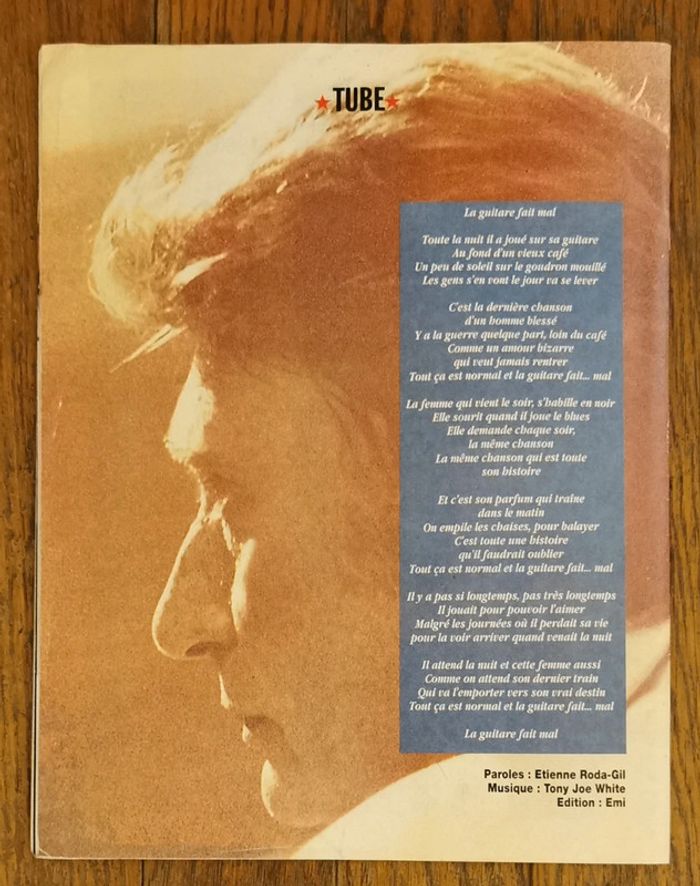 ★TUBE★
La guitare fait mal
Toute la nuit il a joué sur sa guitare
Au fond d'un vieux café
Un peu de soleil sur le goudron mouillé
Les gens s'en vont le jour va se lever
C'est la dernière chanson
d'un homme blessé
Y a la guerre quelque part, loin du café
Comme un amour bizarre
qui veut jamais rentrer
Tout ça est normal et la guitare fait... mal
La femme qui vient le soir, s'habille en noir
Elle sourit quand il joue le blues
Elle demande chaque soir,
la même chanson
La même chanson qui est toute
son histoire
Et c'est son parfum qui traîne
dans le matin
On empile les chaises, pour balayer
C'est toute une histoire
qu'il faudrait oublier
Tout ça est normal et la guitare fait... mal
Il y a pas si longtemps, pas très longtemps
Il jouait pour pouvoir l'aimer
Malgré les journées où il perdait sa vie
pour la voir arriver quand venait la nuit
Il attend la nuit et cette femme aussi
Comme on attend son dernier train
Qui va l'emporter vers son vrai destin
Tout ça est normal et la guitare fait... mal
La guitare fait mal
Paroles : Etienne Roda-Gil
Musique : Tony Joe White
Edition : Emi